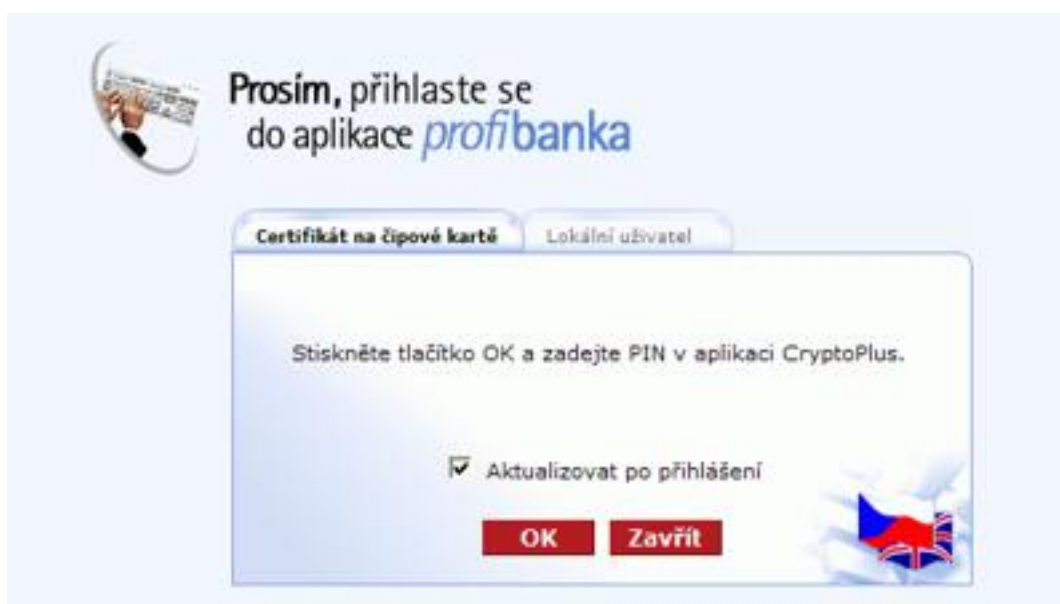 Prosím, přihlaste se
do aplikace profibanka
Certifikát na čipové kartě
Lokální uživatel
Stiskněte tlačítko OK a zadejte PIN v aplikaci CryptoPlus.
Aktualizovat po přihlášení
OK
Zavřít